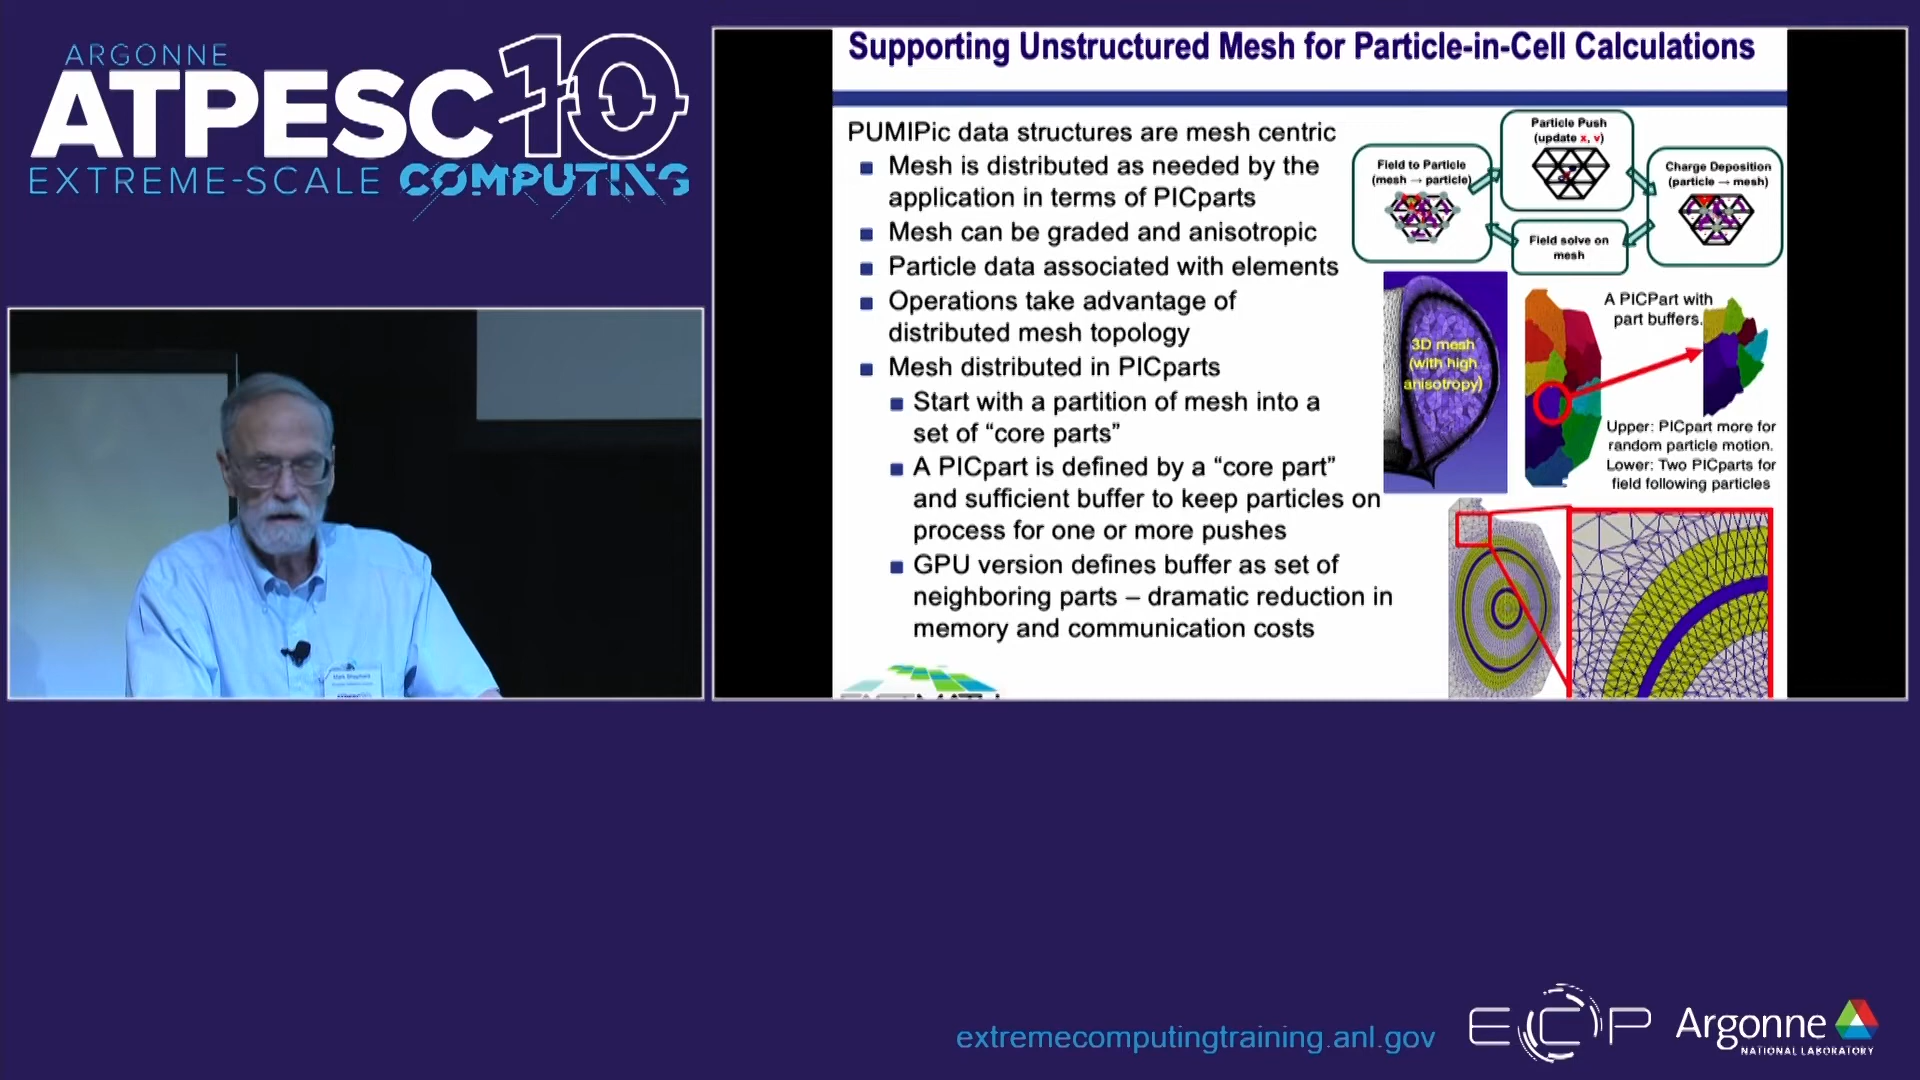 ARGONNE
ATPESC10
EXTREME-SCALE COMPUTING
Supporting Unstructured Mesh for Particle-in-Cell Calculations
PUMIPic data structures are mesh centric
Mesh is distributed as needed by the
application in terms of PICparts
Mesh can be graded and anisotropic
Particle data associated with elements
Operations take advantage of
distributed mesh topology
Mesh distributed in PICparts
Start with a partition of mesh into a
set of “core parts”
A PICpart is defined by a “core part”
and sufficient buffer to keep particles on
process for one or more pushes
GPU version defines buffer as set of
neighboring parts – dramatic reduction in
memory and communication costs
Particle Push
(update x, v)
Field to Particle
(mesh → particle)
Charge Deposition
(particle → mesh)
Field solve on
mesh
3D mesh
(with high
anisotropy)
A PICPart with
part buffers.
Upper: PICpart more for
random particle motion.
Lower: Two PICparts for
field following particles
Mark Shephard
extremecomputingtraining.anl.gov
ECP
Argonne
NATIONAL LABORATORY